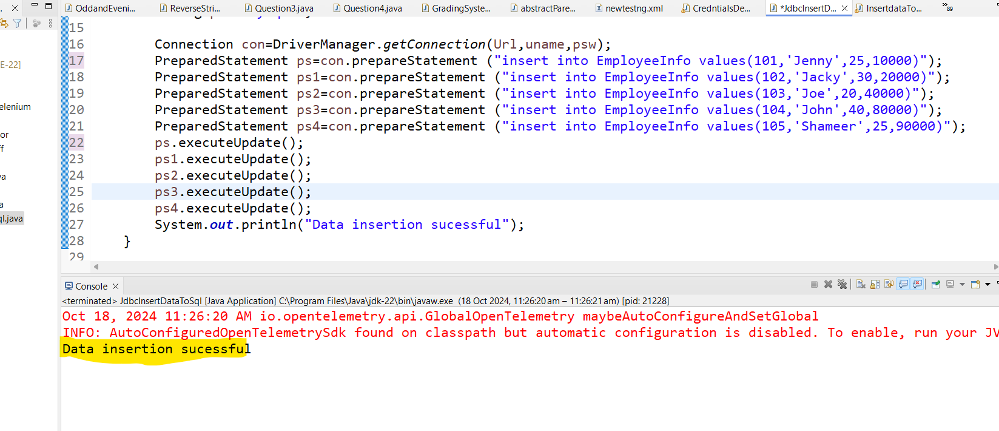 OddandEveni... ReverseStri... Question3.java Question4.java GradingSyste... abstractPare... newtestng.xml CredntialsDe... *JdbcInsertD... InsertdataTo... »89
15
16 Connection con=DriverManager.getConnection(Url,uname,psw);
E-22] 17 PreparedStatement ps=con.prepareStatement ("insert into EmployeeInfo values(101,'Jenny',25,10000)");
18 PreparedStatement ps1=con.prepareStatement ("insert into EmployeeInfo values(102,'Jacky',30,20000)");
19 PreparedStatement ps2=con.prepareStatement ("insert into EmployeeInfo values(103,'Joe',20,40000)");
elenium 20 PreparedStatement ps3=con.prepareStatement ("insert into EmployeeInfo values(104,'John',40,80000)");
or 21 PreparedStatement ps4=con.prepareStatement ("insert into EmployeeInfo values(105,'Shameer',25,90000)");
ff 22 ps.executeUpdate();
23 ps1.executeUpdate();
va 24 ps2.executeUpdate();
25 ps3.executeUpdate();
a 26 ps4.executeUpdate();
ql.java 27 System.out.println("Data insertion sucessful");
28 }
29
Console
<terminated> JdbcInsertDataToSql [Java Application] C:\Program Files\Java\jdk-22\bin\javaw.exe (18 Oct 2024, 11:26:20 am – 11:26:21 am) [pid: 21228]
Oct 18, 2024 11:26:20 AM io.opentelemetry.api.GlobalOpenTelemetry maybeAutoConfigureAndSetGlobal
INFO: AutoConfiguredOpenTelemetrySdk found on classpath but automatic configuration is disabled. To enable, run your JV
Data insertion sucessful